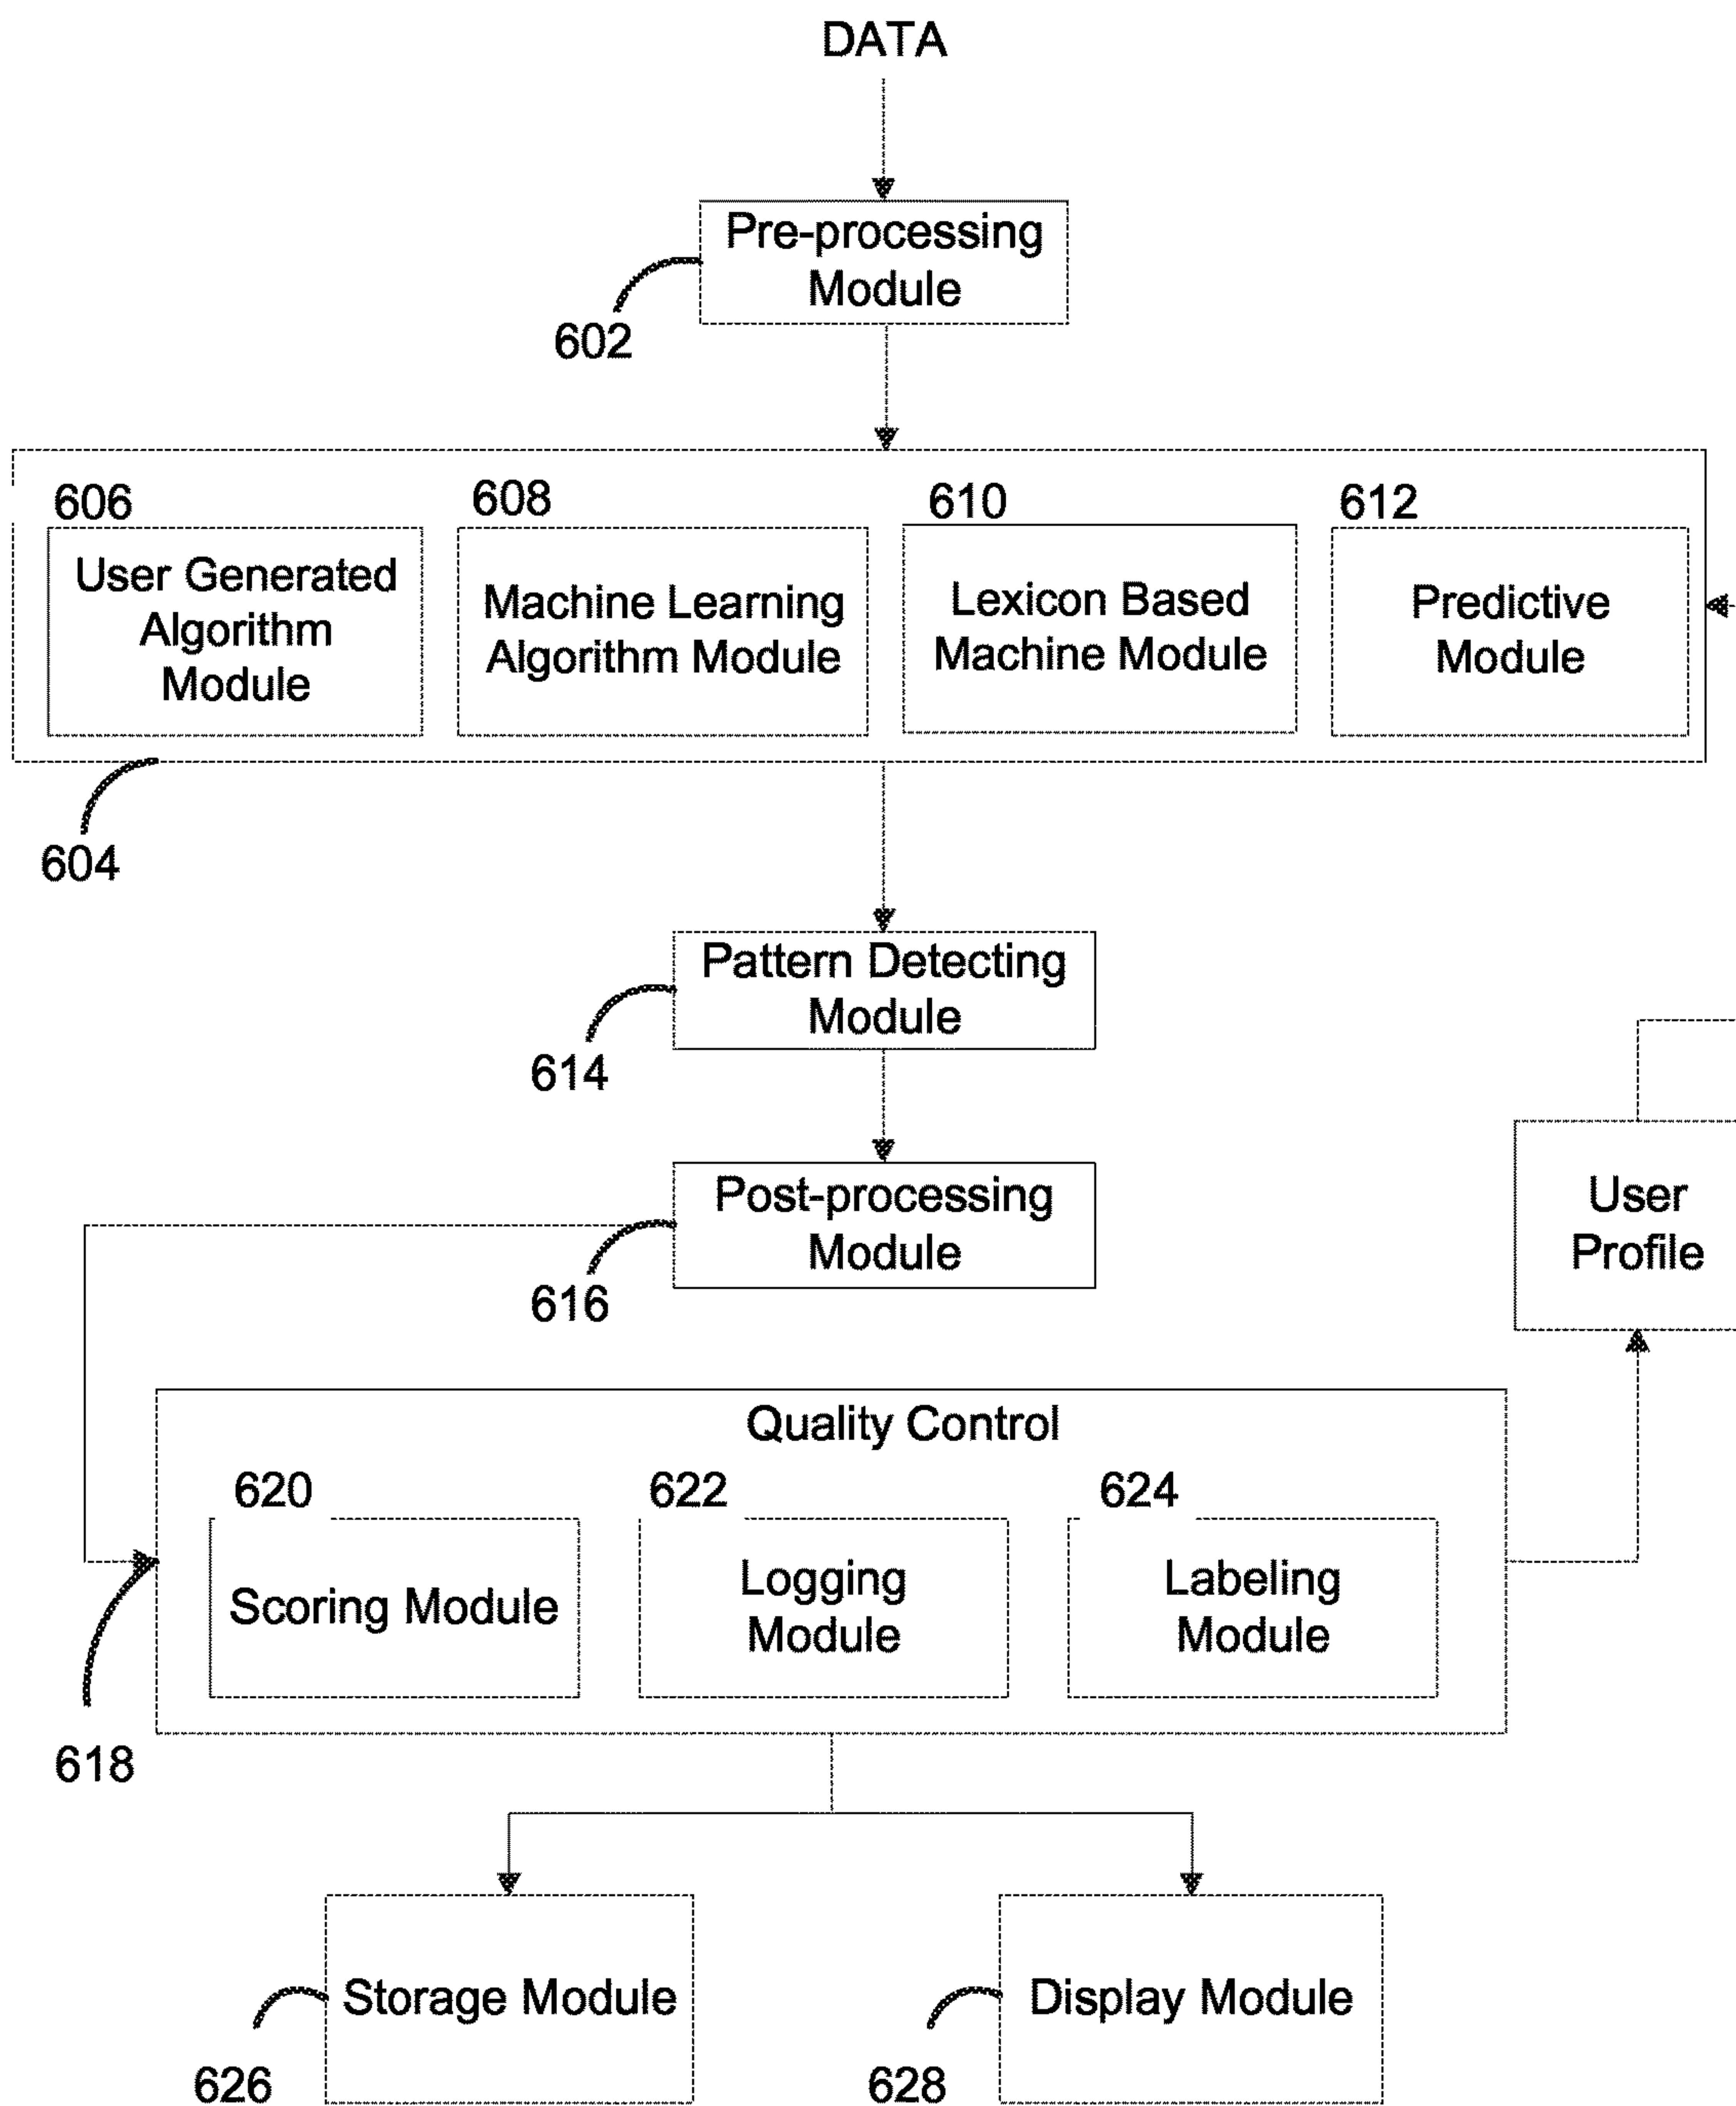 DATA
Pre-processing
Module
602
606
User Generated
Algorithm
Module
608
Machine Learning
Algorithm Module
610
Lexicon Based
Machine Module
612
Predictive
Module
604
Pattern Detecting
Module
614
Post-processing
Module
616
User
Profile
Quality Control
620
Scoring Module
622
Logging
Module
624
Labeling
Module
618
Storage Module
626
Display Module
628